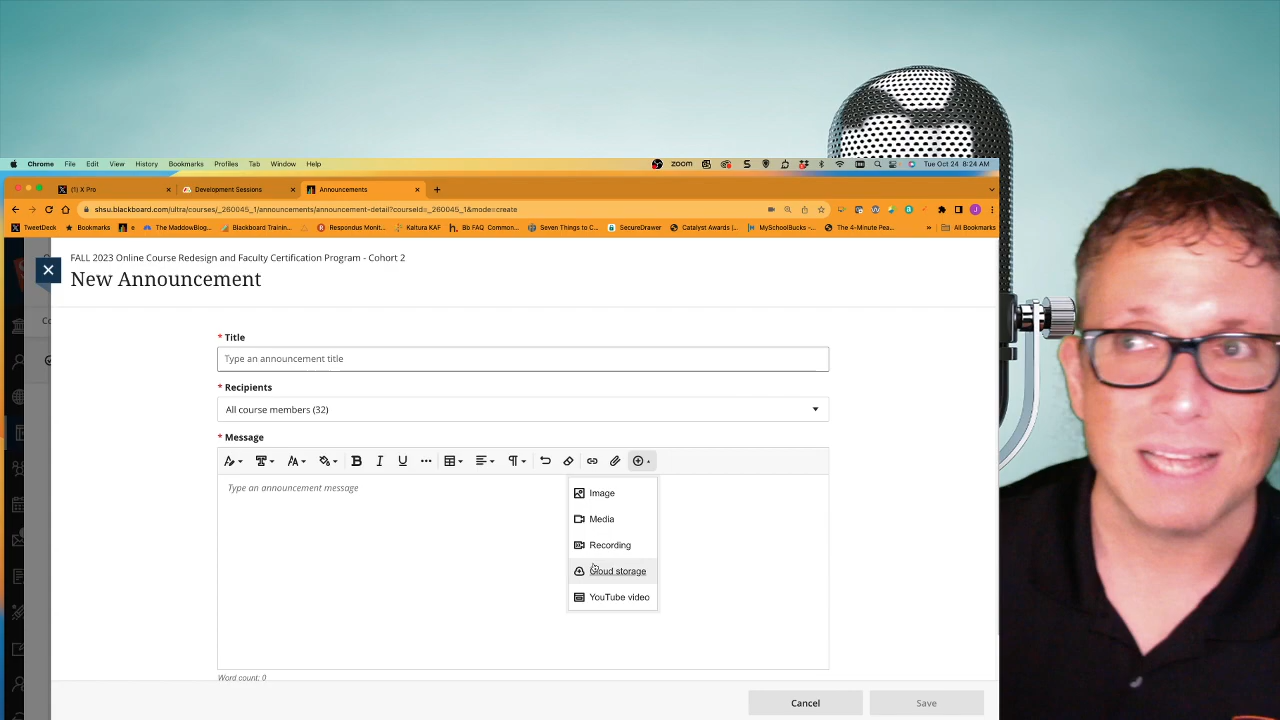 Chrome File Edit View History Bookmarks Profiles Tab Window Help zoom Tue Oct 24 8:24 AM
(1) X Pro Development Sessions Announcements
shsu.blackboard.com/ultra/courses/_260045_1/announcements/announcement-detail?courseId=_260045_1&mode=create
TweetDeck Bookmarks e The MaddowBlog... Blackboard Trainin... Respondus Monit... Kaltura KAF Bb FAQ Common... Seven Things to C... SecureDrawer Catalyst Awards |... MySchoolBucks -... The 4-Minute Pea... » All Bookmarks
FALL 2023 Online Course Redesign and Faculty Certification Program - Cohort 2
New Announcement
Co
* Title
Type an announcement title
* Recipients
All course members (32)
* Message
Type an announcement message
Image
Media
Recording
Cloud storage
YouTube video
Word count: 0
Cancel Save